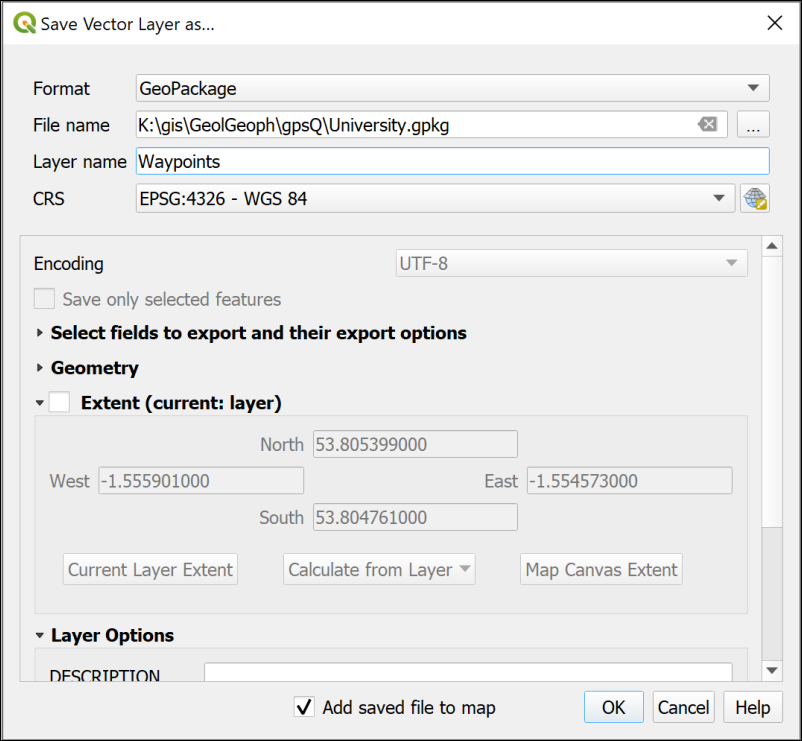 Save Vector Layer as...
Format GeoPackage
File name K:\gis\GeolGeoph\gpsQ\University.gpkg ...
Layer name Waypoints
CRS EPSG:4326 - WGS 84
Encoding UTF-8
Save only selected features
Select fields to export and their export options
Geometry
Extent (current: layer)
North 53.805399000
West -1.555901000 East -1.554573000
South 53.804761000
Current Layer Extent Calculate from Layer Map Canvas Extent
Layer Options
DESCRIPTION
Add saved file to map OK Cancel Help